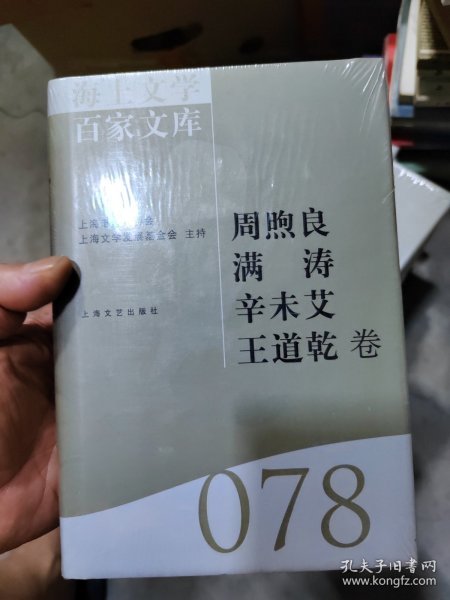 海上文学
百家文库
上海
上海文学发展基金会 主持
周煦良
满 涛
辛未艾
王道乾 卷
上海文艺出版社
078
孔夫子旧书网
www.kongfz.com